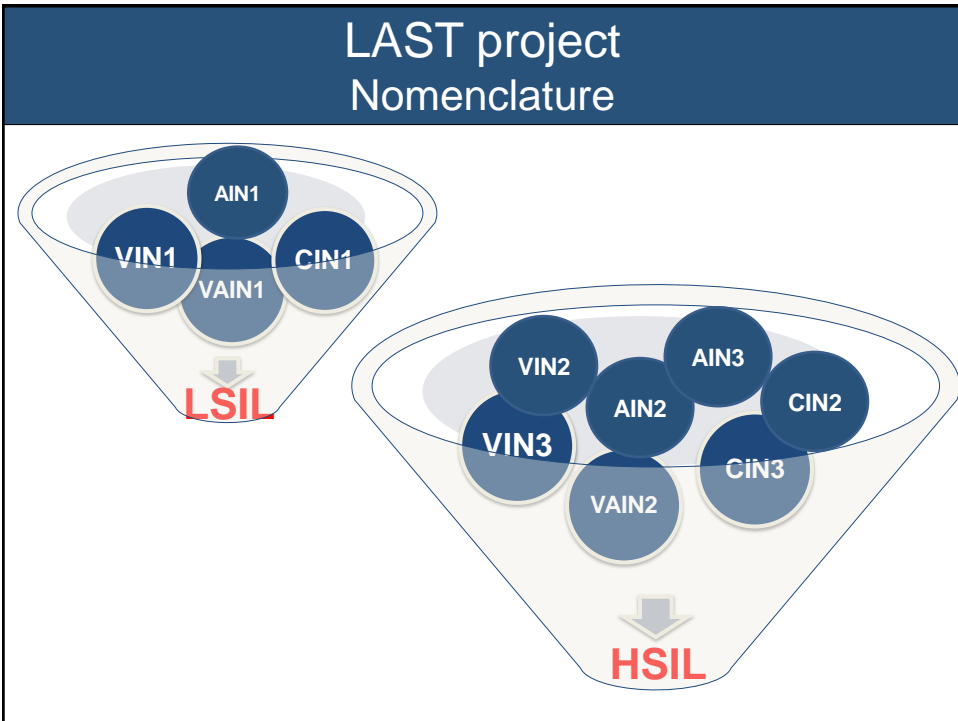 LAST project
Nomenclature
AIN1
VIN1
CIN1
VAIN1
LSIL
VIN2
AIN3
AIN2
CIN2
VIN3
CIN3
VAIN2
HSIL